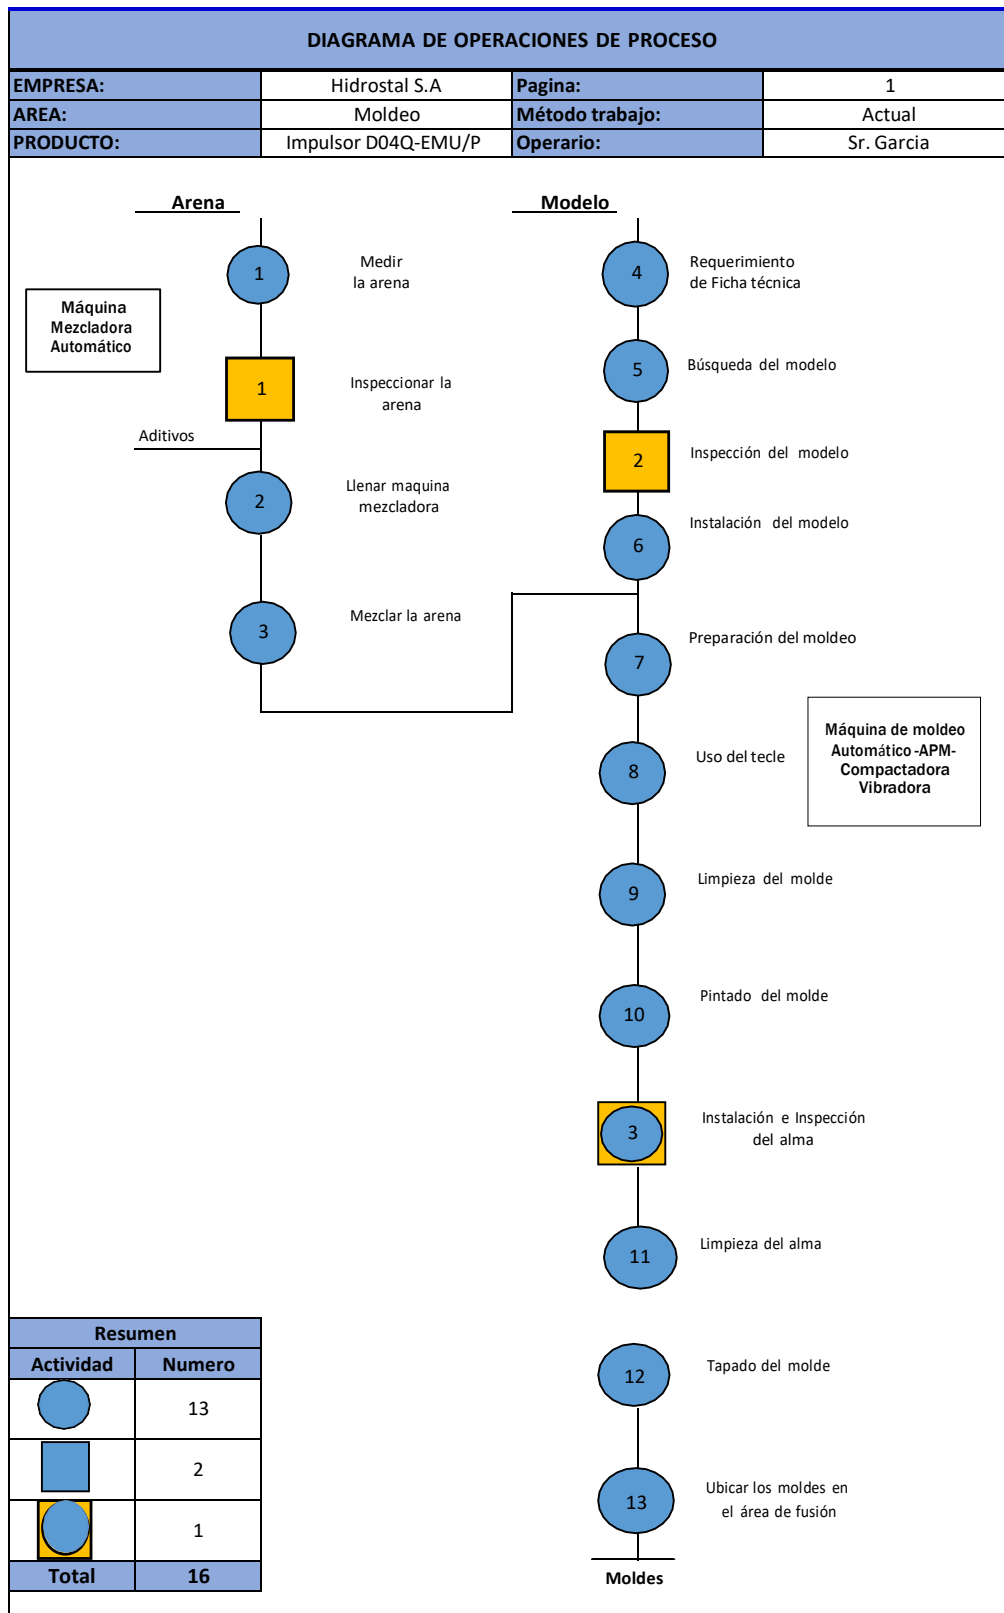 DIAGRAMA DE OPERACIONES DE PROCESO
EMPRESA: Hidrostal S.A Pagina: 1
AREA: Moldeo Método trabajo: Actual
PRODUCTO: Impulsor D04Q-EMU/P Operario: Sr. Garcia
Arena
1
Medir
la arena
Máquina
Mezcladora
Automático
1
Inspeccionar la
arena
Aditivos
2
Llenar maquina
mezcladora
3
Mezclar la arena
Modelo
4
Requerimiento
de Ficha técnica
5
Búsqueda del modelo
2
Inspección del modelo
6
Instalación del modelo
7
Preparación del moldeo
8
Uso del tecle
Máquina de moldeo
Automático -APM-
Compactadora
Vibradora
9
Limpieza del molde
10
Pintado del molde
3
Instalación e Inspección
del alma
11
Limpieza del alma
12
Tapado del molde
13
Ubicar los moldes en
el área de fusión
Moldes
Resumen
Actividad Numero
13
2
1
Total 16